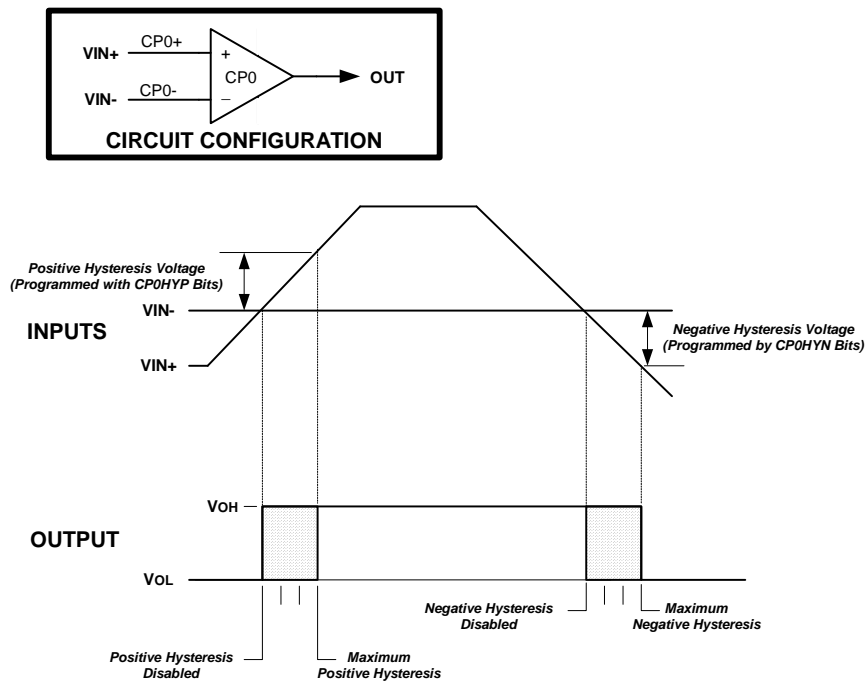 VIN+
CP0+
+
CP0
OUT
VIN-
CP0-
–
CIRCUIT CONFIGURATION
Positive Hysteresis Voltage
(Programmed with CP0HYP Bits)
VIN-
INPUTS
Negative Hysteresis Voltage
(Programmed by CP0HYN Bits)
VIN+
VOH
OUTPUT
VOL
Negative Hysteresis
Disabled
Maximum
Negative Hysteresis
Positive Hysteresis
Disabled
Maximum
Positive Hysteresis